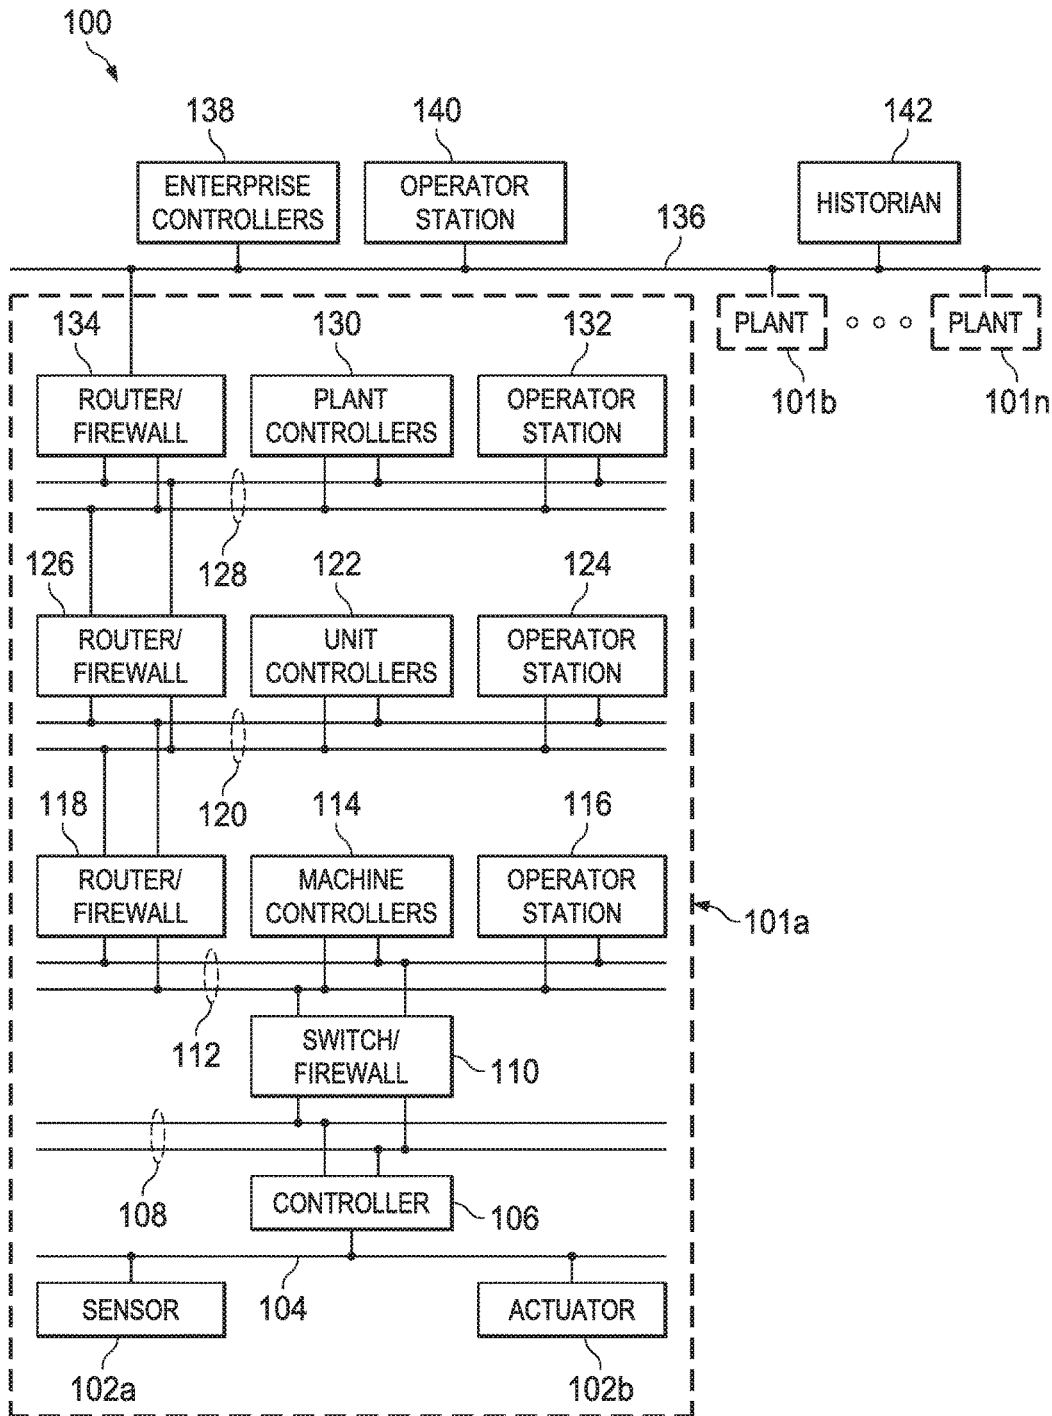 100
138
140
142
ENTERPRISE
CONTROLLERS
OPERATOR
STATION
HISTORIAN
136
134
130
132
PLANT
PLANT
ROUTER/
FIREWALL
PLANT
CONTROLLERS
OPERATOR
STATION
101b
101n
126
128
122
124
ROUTER/
FIREWALL
UNIT
CONTROLLERS
OPERATOR
STATION
118
120
114
116
ROUTER/
FIREWALL
MACHINE
CONTROLLERS
OPERATOR
STATION
101a
112
SWITCH/
FIREWALL
110
108
CONTROLLER
106
SENSOR
104
ACTUATOR
102a
102b